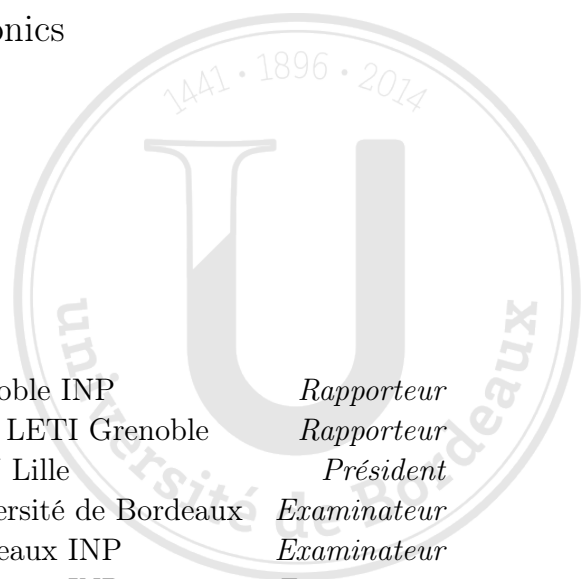 onics
1441 · 1896 · 2014
oble INP Rapporteur
LETI Grenoble Rapporteur
Lille Président
ersité de Bordeaux Examinateur
eaux INP Examinateur
université de Bordeaux